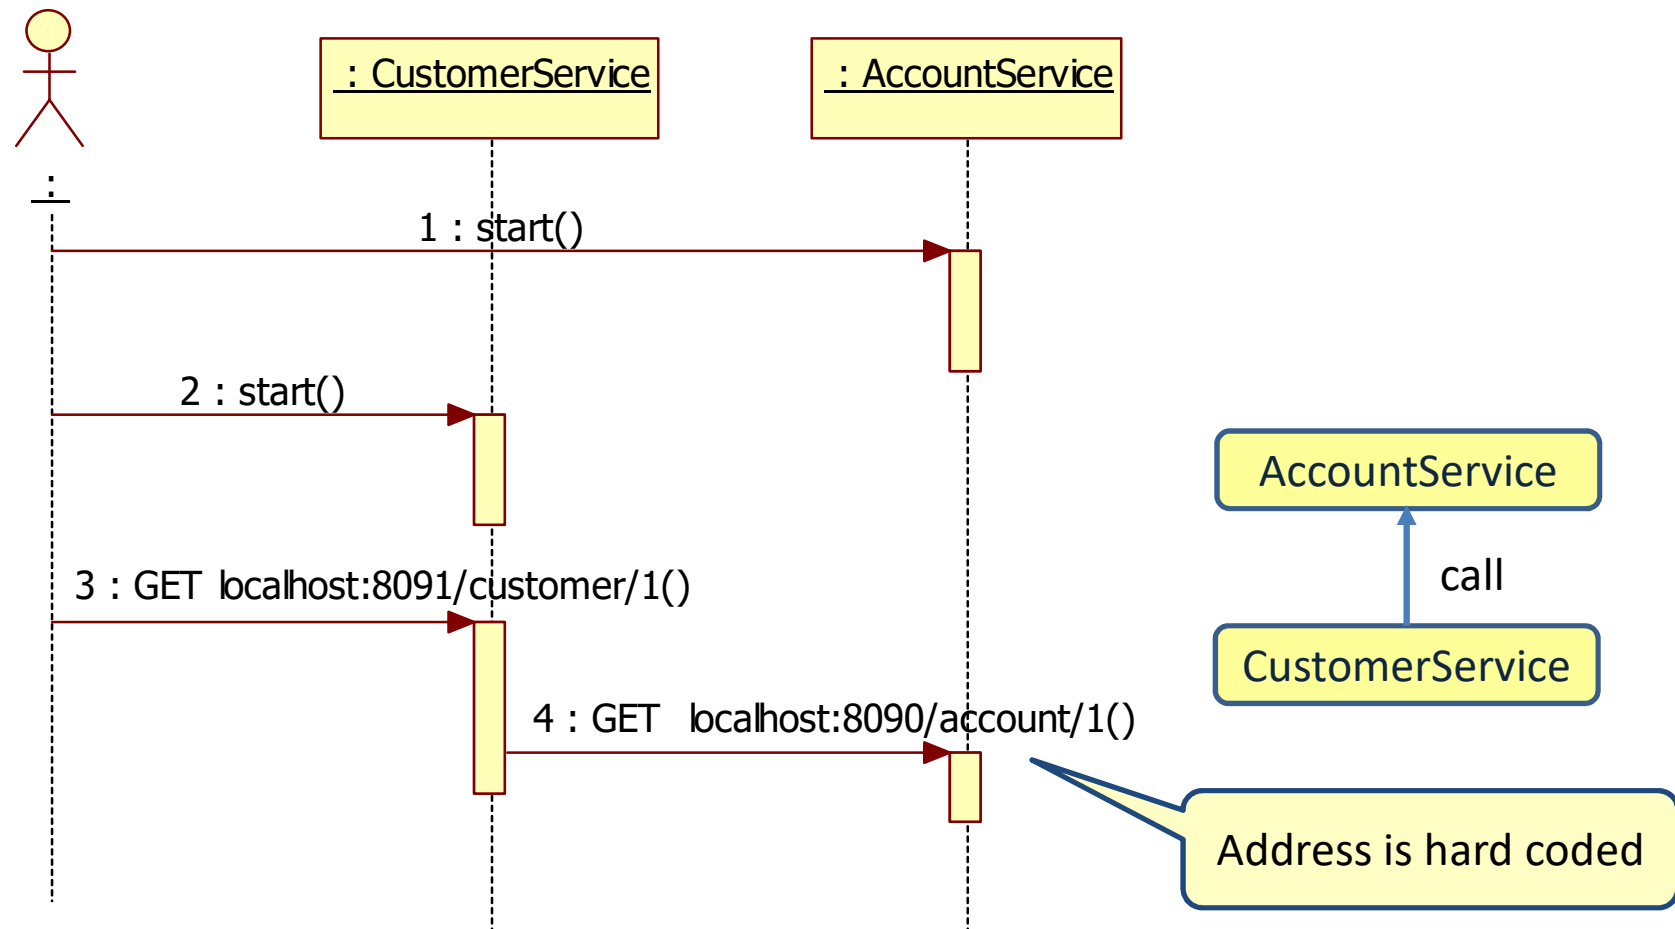 : CustomerService
: AccountService
:
1 : start()
2 : start()
AccountService
3 : GET localhost:8091/customer/1()
call
CustomerService
4 : GET localhost:8090/account/1()
Address is hard coded